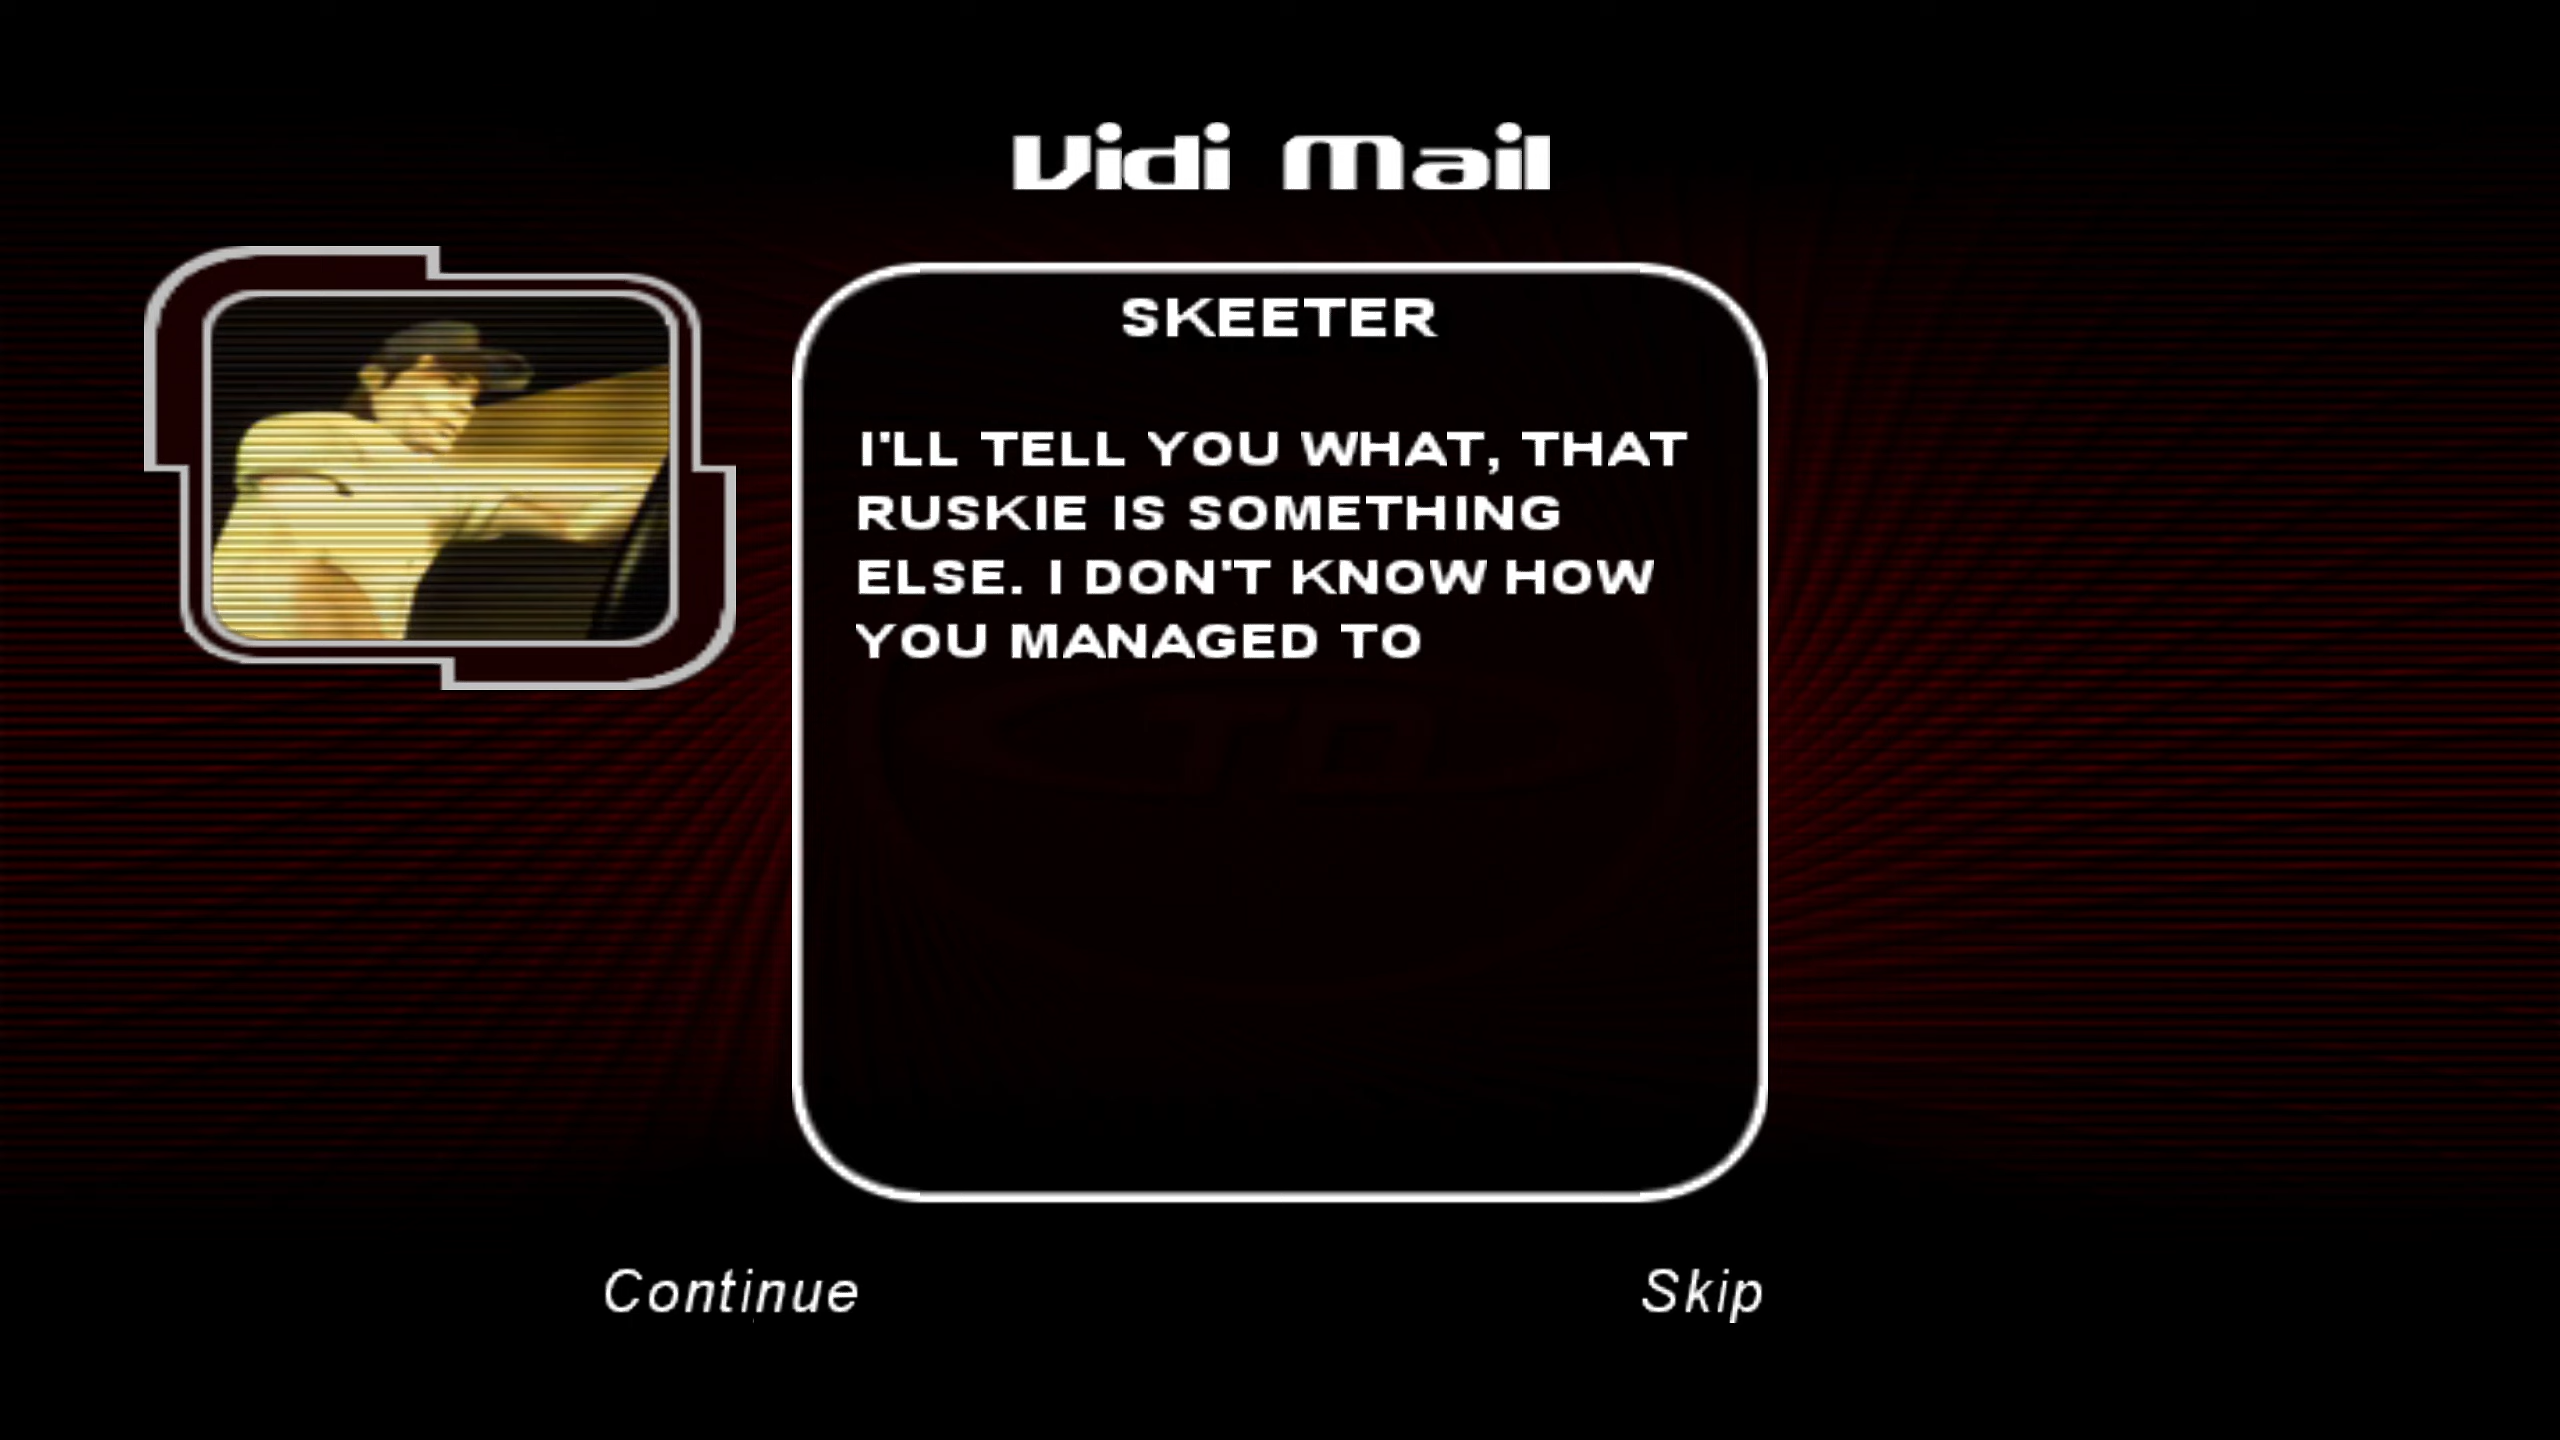 Vidi Mail
SKEETER
I'LL TELL YOU WHAT, THAT
RUSKIE IS SOMETHING
ELSE. I DON'T KNOW HOW
YOU MANAGED TO
Continue
Skip